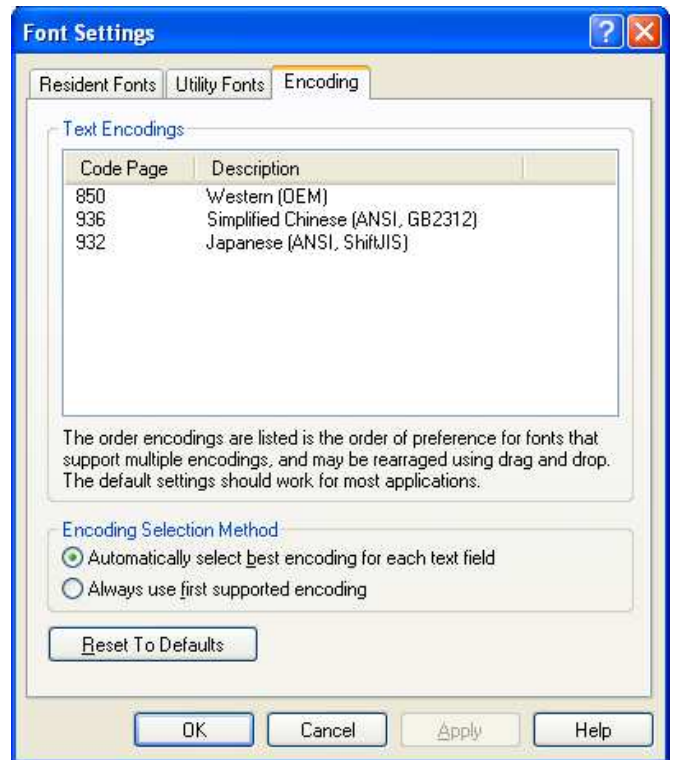 Font Settings
Resident Fonts Utility Fonts Encoding
Text Encodings
Code Page Description
850 Western (OEM)
936 Simplified Chinese (ANSI, GB2312)
932 Japanese (ANSI, ShiftJIS)
The order encodings are listed is the order of preference for fonts that
support multiple encodings, and may be rearraged using drag and drop.
The default settings should work for most applications.
Encoding Selection Method
Automatically select best encoding for each text field
Always use first supported encoding
Reset To Defaults
OK Cancel Apply Help